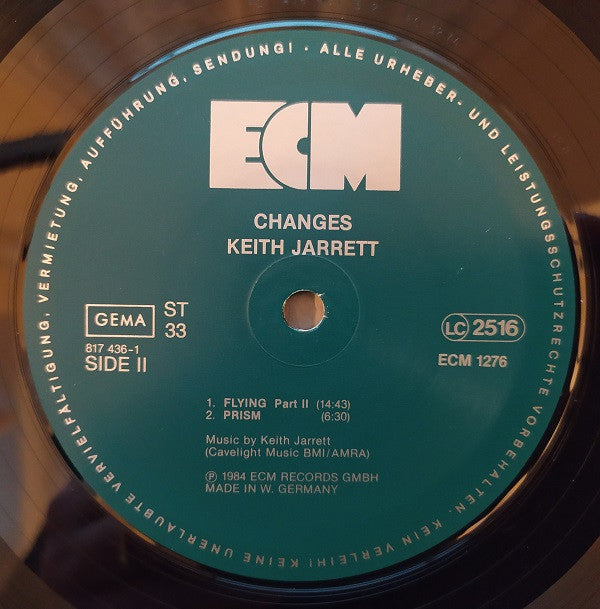 ALLE URHEBER- UND LEISTUNGSSCHUTZRECHTE VORBEHALTEN · KEIN VERLEIH! KEINE UNERLAUBTE VERVIELFÄLTIGUNG, VERMIETUNG, AUFFÜHRUNG, SENDUNG! ·
ECM
CHANGES
KEITH JARRETT
GEMA
ST
33
817 436-1
SIDE II
LC 2516
ECM 1276
1. FLYING Part II (14:43)
2. PRISM (6:30)
Music by Keith Jarrett
(Cavelight Music BMI/AMRA)
Ⓟ 1984 ECM RECORDS GMBH
MADE IN W. GERMANY